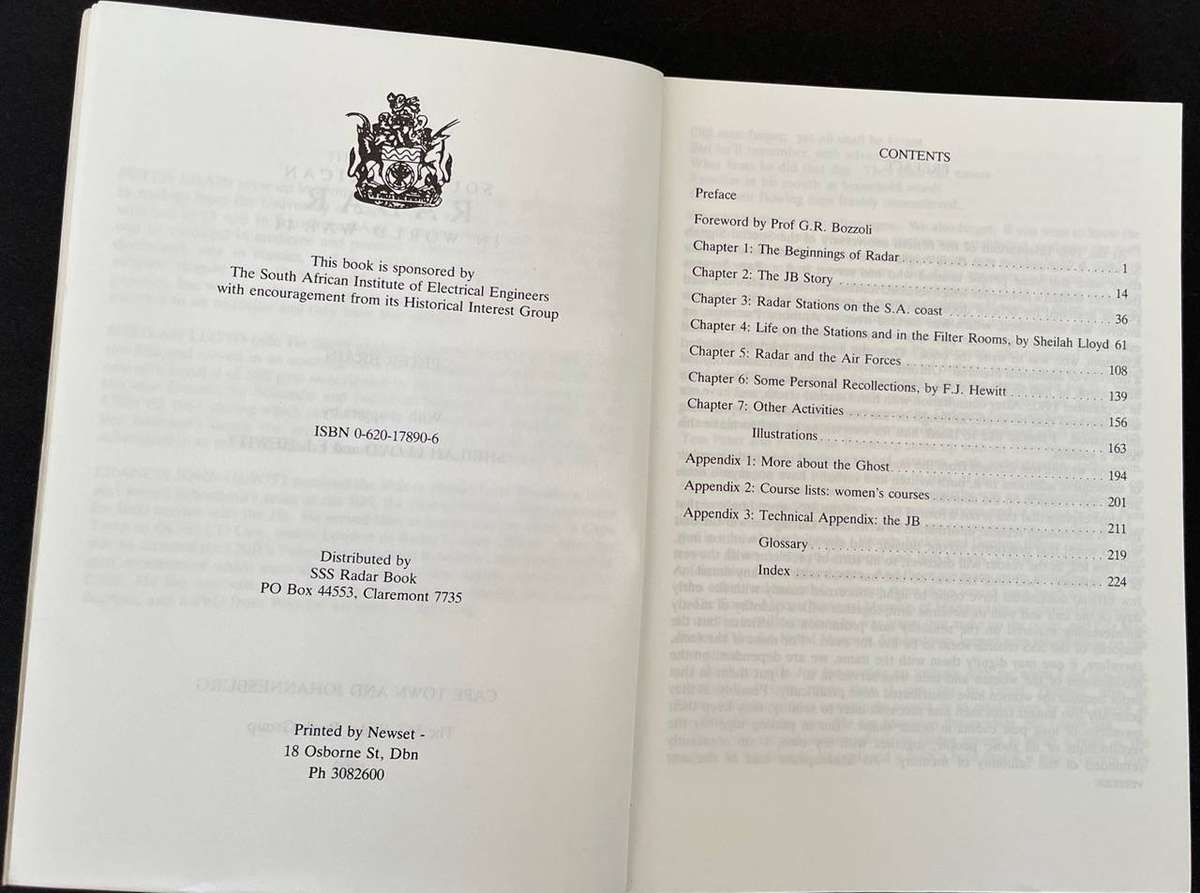 This book is sponsored by
The South African Institute of Electrical Engineers
with encouragement from its Historical Interest Group
ISBN 0-620-17890-6
Distributed by
SSS Radar Book
PO Box 44553, Claremont 7735
Printed by Newset -
18 Osborne St, Dbn
Ph 3082600
CONTENTS
Preface
Foreword by Prof G.R. Bozzoli
Chapter 1: The Beginnings of Radar 1
Chapter 2: The JB Story 14
Chapter 3: Radar Stations on the S.A. coast 36
Chapter 4: Life on the Stations and in the Filter Rooms, by Sheilah Lloyd 61
Chapter 5: Radar and the Air Forces 108
Chapter 6: Some Personal Recollections, by F.J. Hewitt 139
Chapter 7: Other Activities 156
Illustrations 163
Appendix 1: More about the Ghost 194
Appendix 2: Course lists: women's courses 201
Appendix 3: Technical Appendix: the JB 211
Glossary 219
Index 224